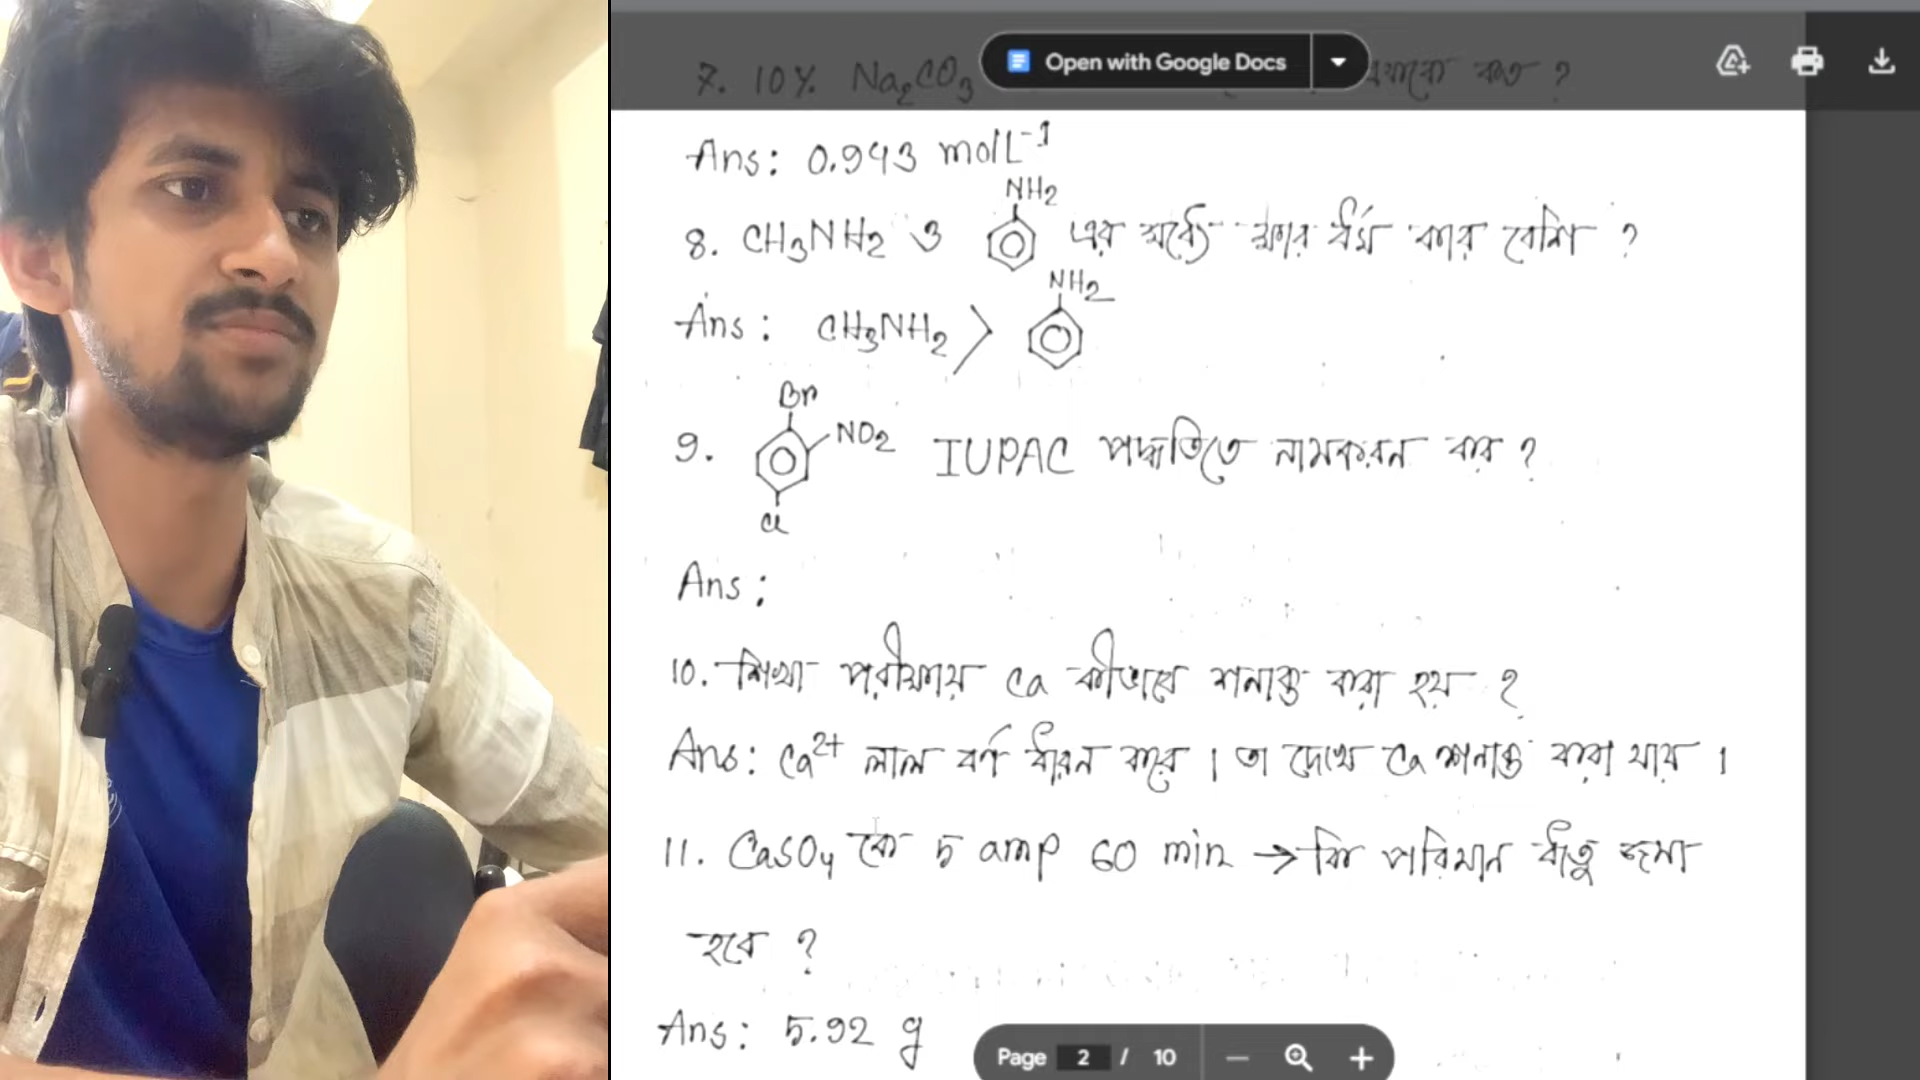 Open with Google Docs
7. 10% Na2CO3 কত ?
Ans: 0.943 molL⁻¹
NH2
8. CH3NH2 ও এর মধ্যে ক্ষার ধর্ম কার বেশি ?
NH2
Ans : CH3NH2 >
Br
NO2
9. IUPAC পদ্ধতিতে নামকরন কর ?
Cl
Ans :
10. শিখা পরীক্ষায় Ca কীভাবে শনাক্ত করা হয় ?
Ans: Ca²⁺ লাল বর্ণ ধারন করে । তা দেখে Ca শনাক্ত করা যায় ।
11. CaSO4 কে 5 amp 60 min → কি পরিমান ধাতু জমা
হবে ?
Ans: 5.92 g
Page 2 / 10